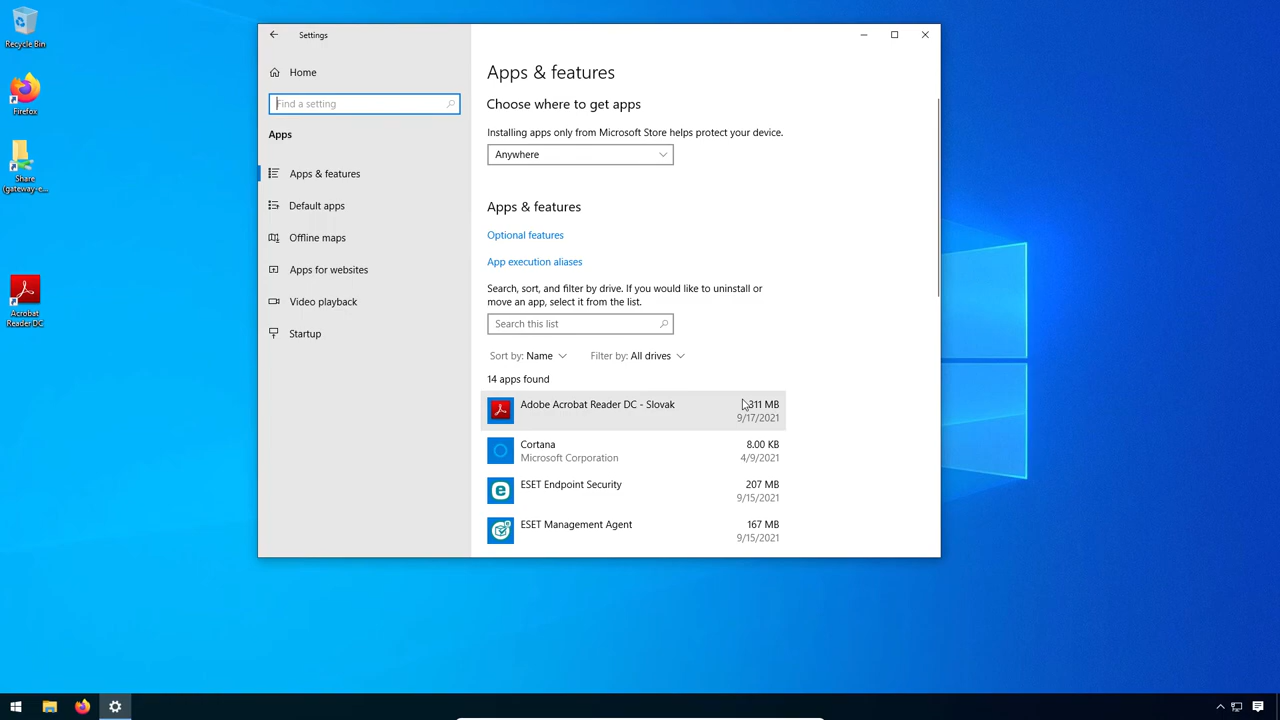 Recycle Bin
Firefox
Share
(gateway-e...
Acrobat
Reader DC
Settings
Home
Find a setting
Apps
Apps & features
Default apps
Offline maps
Apps for websites
Video playback
Startup
Apps & features
Choose where to get apps
Installing apps only from Microsoft Store helps protect your device.
Anywhere
Apps & features
Optional features
App execution aliases
Search, sort, and filter by drive. If you would like to uninstall or
move an app, select it from the list.
Search this list
Sort by: Name
Filter by: All drives
14 apps found
Adobe Acrobat Reader DC - Slovak
311 MB
9/17/2021
Cortana
8.00 KB
Microsoft Corporation
4/9/2021
ESET Endpoint Security
207 MB
9/15/2021
ESET Management Agent
167 MB
9/15/2021